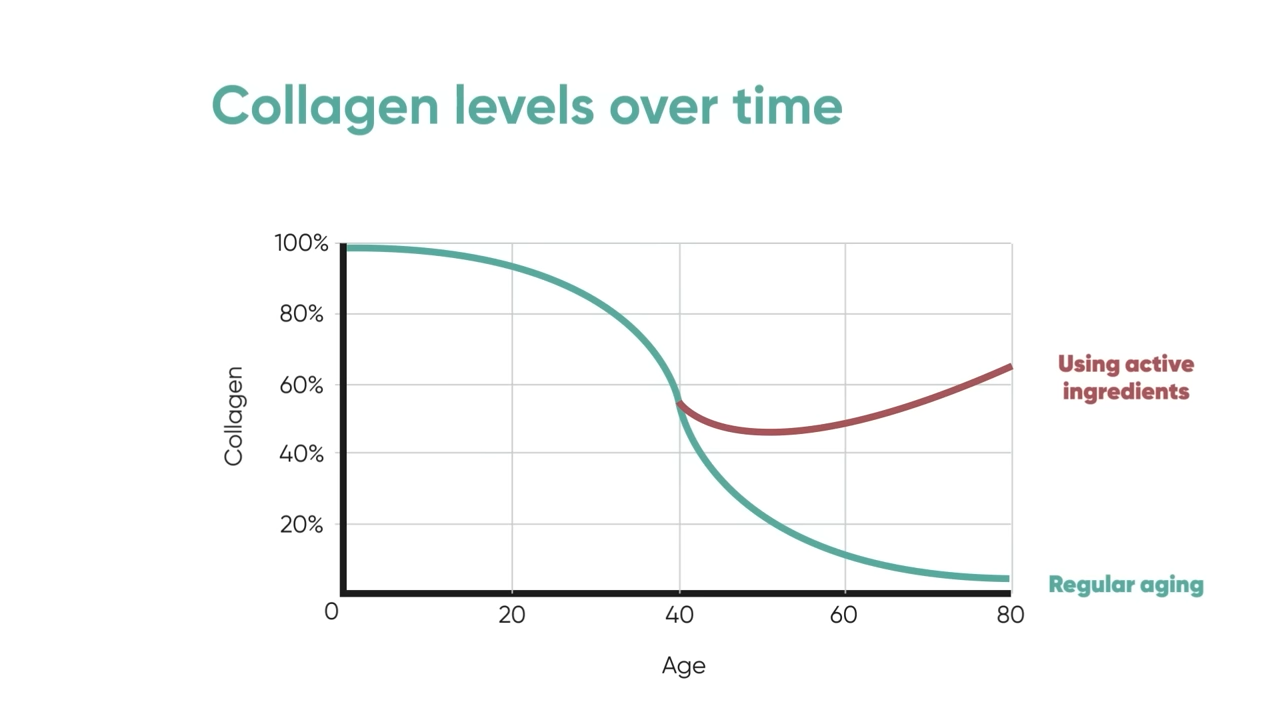 Collagen levels over time
100%
80%
60%
40%
20%
0
20
40
60
80
Collagen
Age
Using active
ingredients
Regular aging